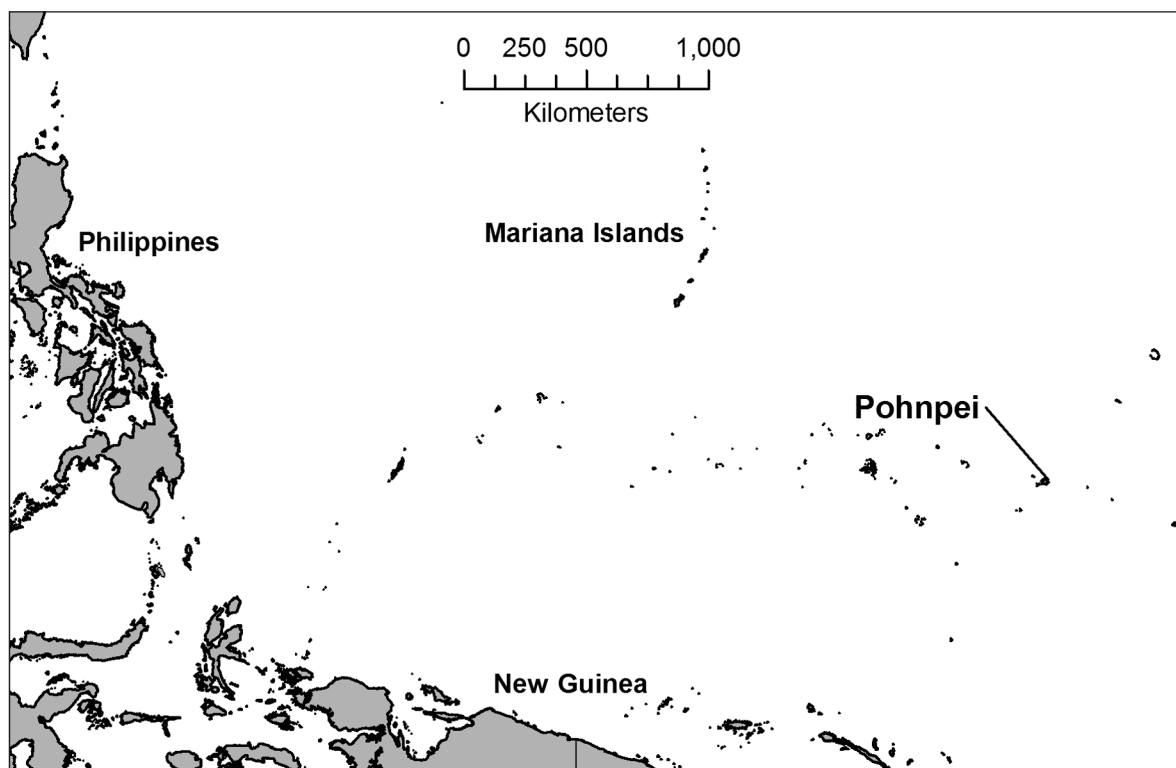 0 250 500 1,000
Kilometers
Philippines
Mariana Islands
Pohnpei
New Guinea